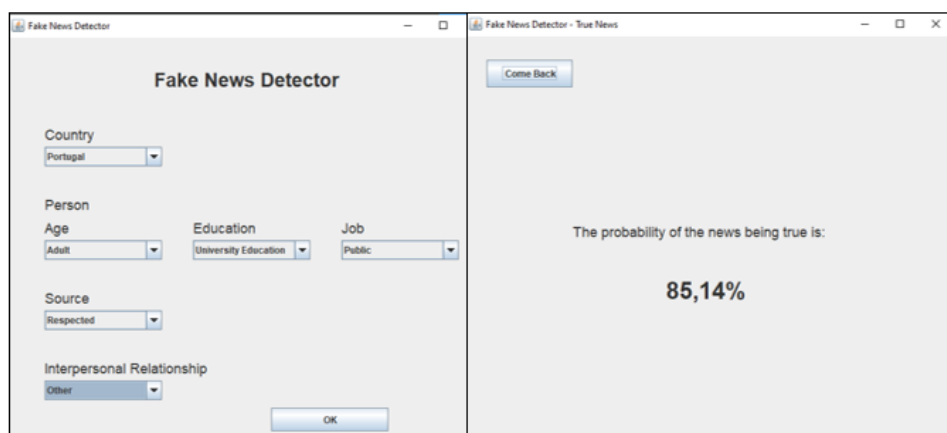 Fake News Detector
Fake News Detector
Country
Portugal
Person
Age Education Job
Adult University Education Public
Source
Respected
Interpersonal Relationship
Other
OK
Fake News Detector - True News
Come Back
The probability of the news being true is:
85,14%